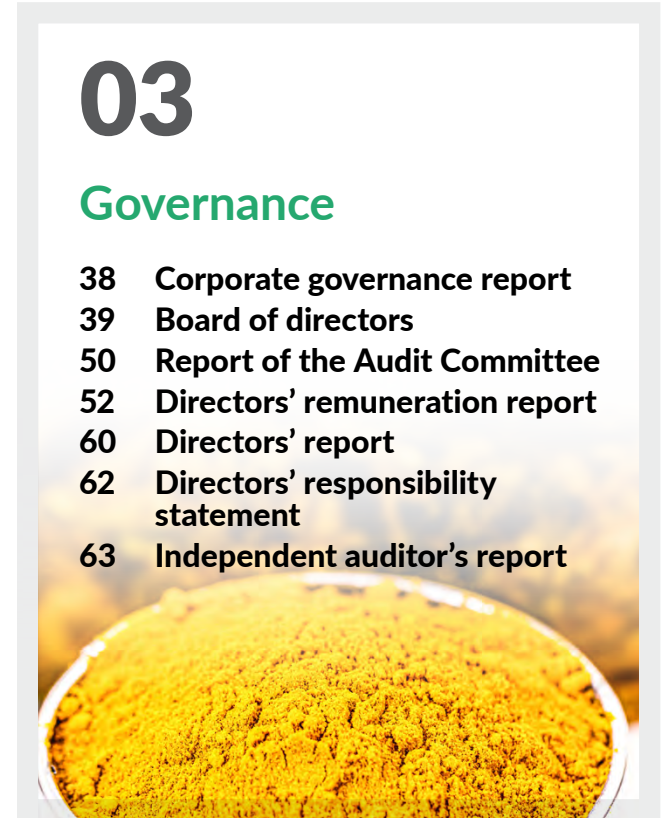 03
Governance
38 Corporate governance report
39 Board of directors
50 Report of the Audit Committee
52 Directors’ remuneration report
60 Directors’ report
62 Directors’ responsibility
statement
63 Independent auditor’s report